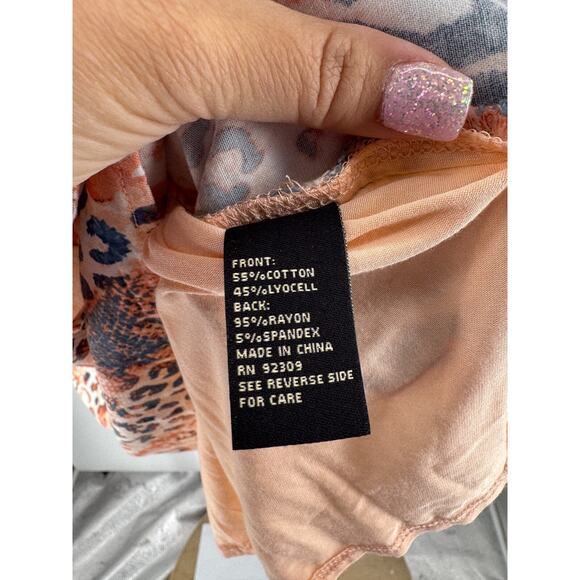 FRONT:
55%COTTON
45%LYOCELL
BACK:
95%RAYON
5%SPANDEX
MADE IN CHINA
RN 92309
SEE REVERSE SIDE
FOR CARE